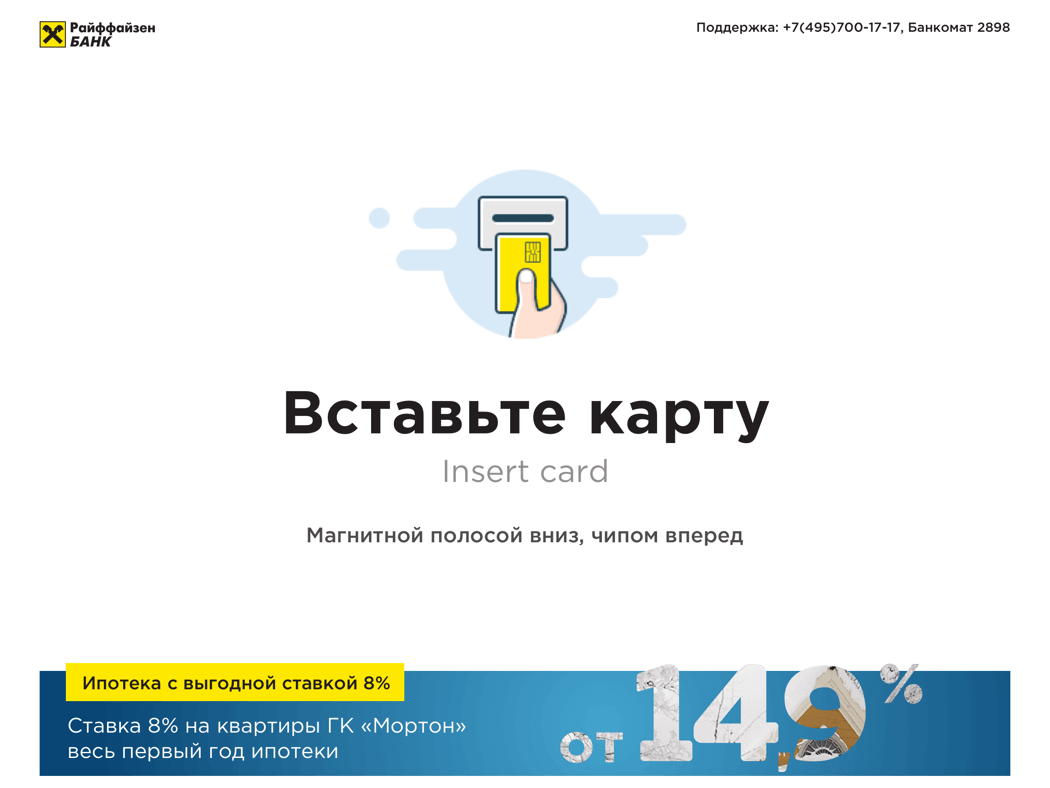 Райффайзен
БАНК
Поддержка: +7(495)700-17-17, Банкомат 2898
Вставьте карту
Insert card
Магнитной полосой вниз, чипом вперед
Ипотека с выгодной ставкой 8%
Ставка 8% на квартиры ГК «Мортон»
весь первый год ипотеки
от 14,9%